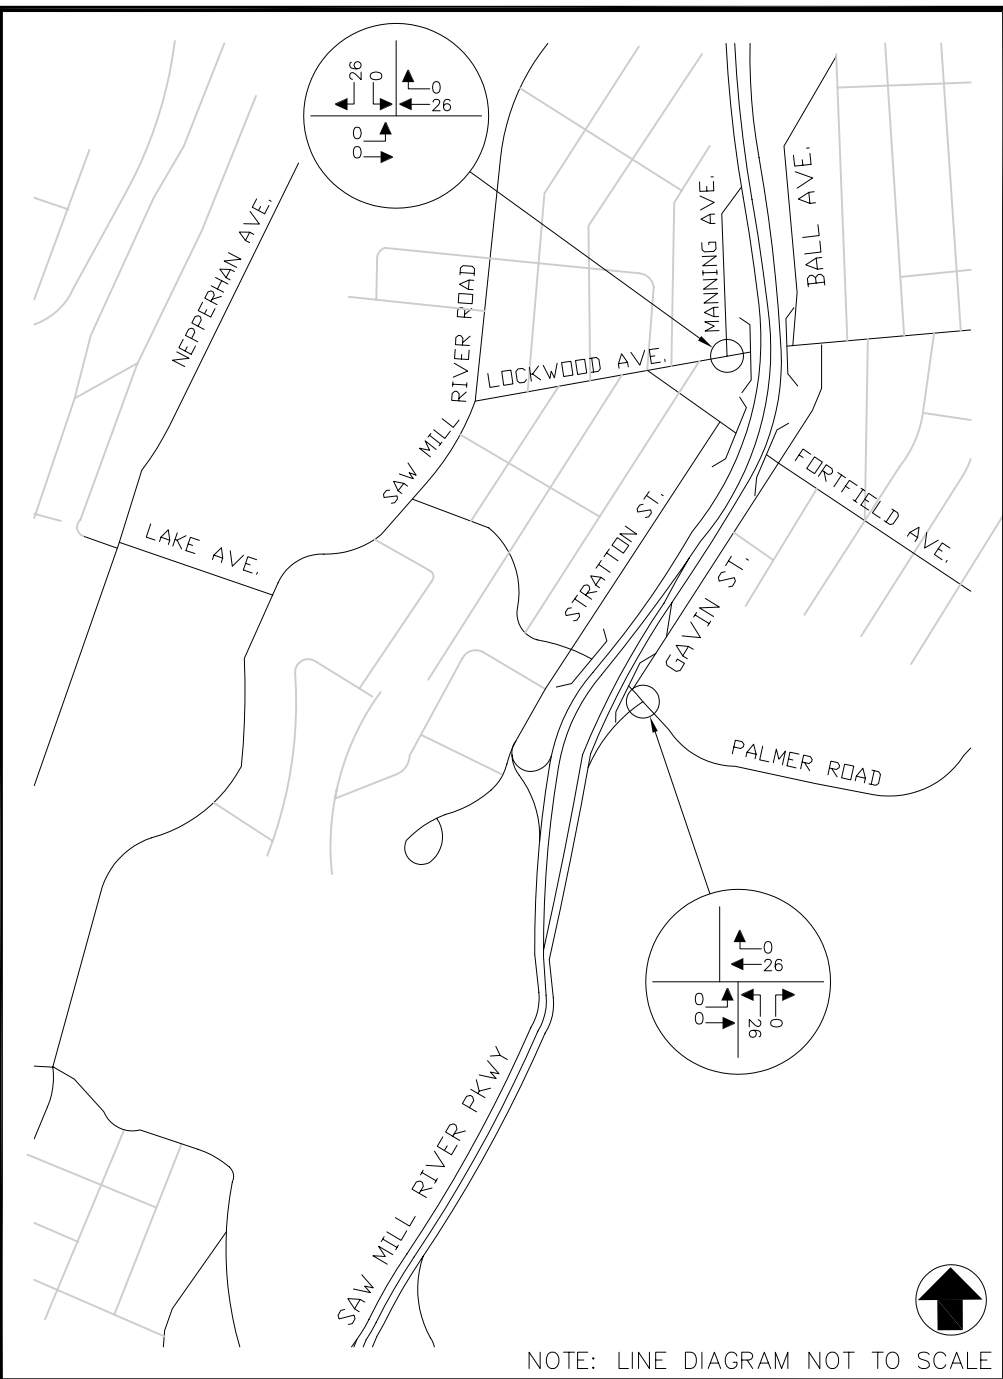 26
0
0
26
0
0
NEPPERHAN AVE.
MANNING AVE.
BALL AVE.
SAW MILL RIVER ROAD
LOCKWOOD AVE.
FORTFIELD AVE.
STRATTON ST.
LAKE AVE.
GAVIN ST.
PALMER ROAD
0
26
0
0
26
0
SAW MILL RIVER PKWY
NOTE: LINE DIAGRAM NOT TO SCALE